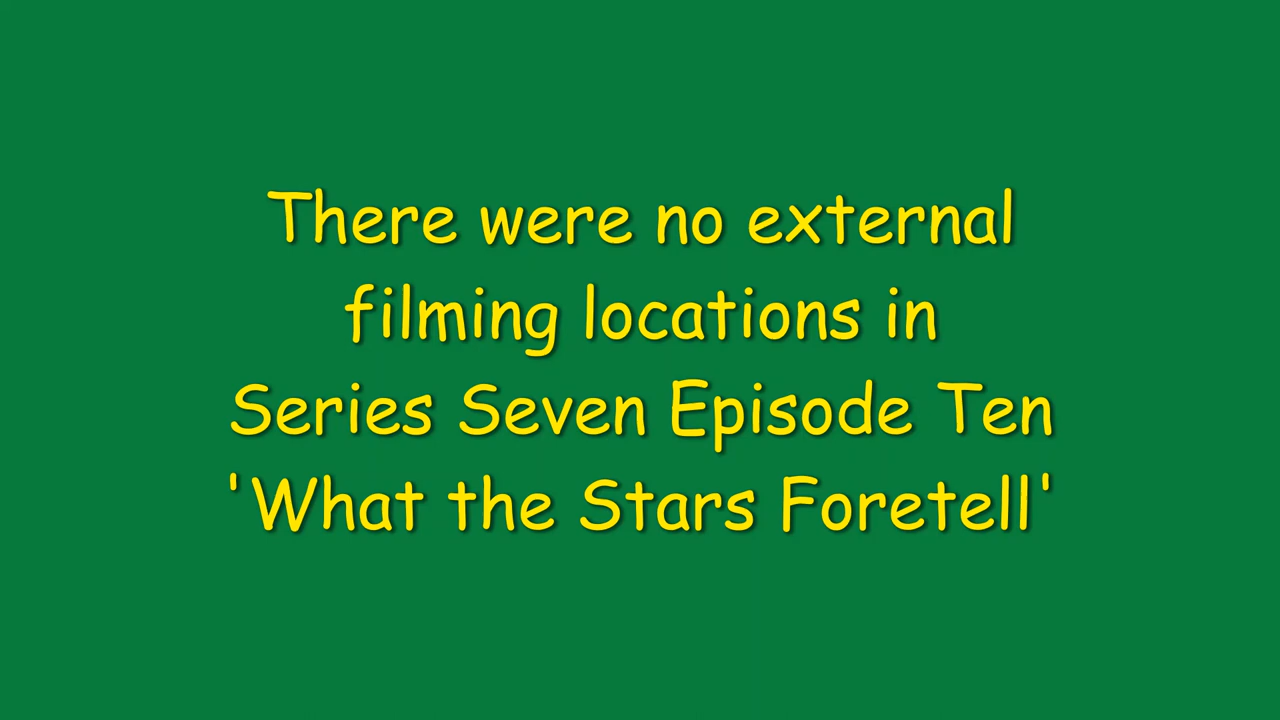 There were no external
filming locations in
Series Seven Episode Ten
'What the Stars Foretell'